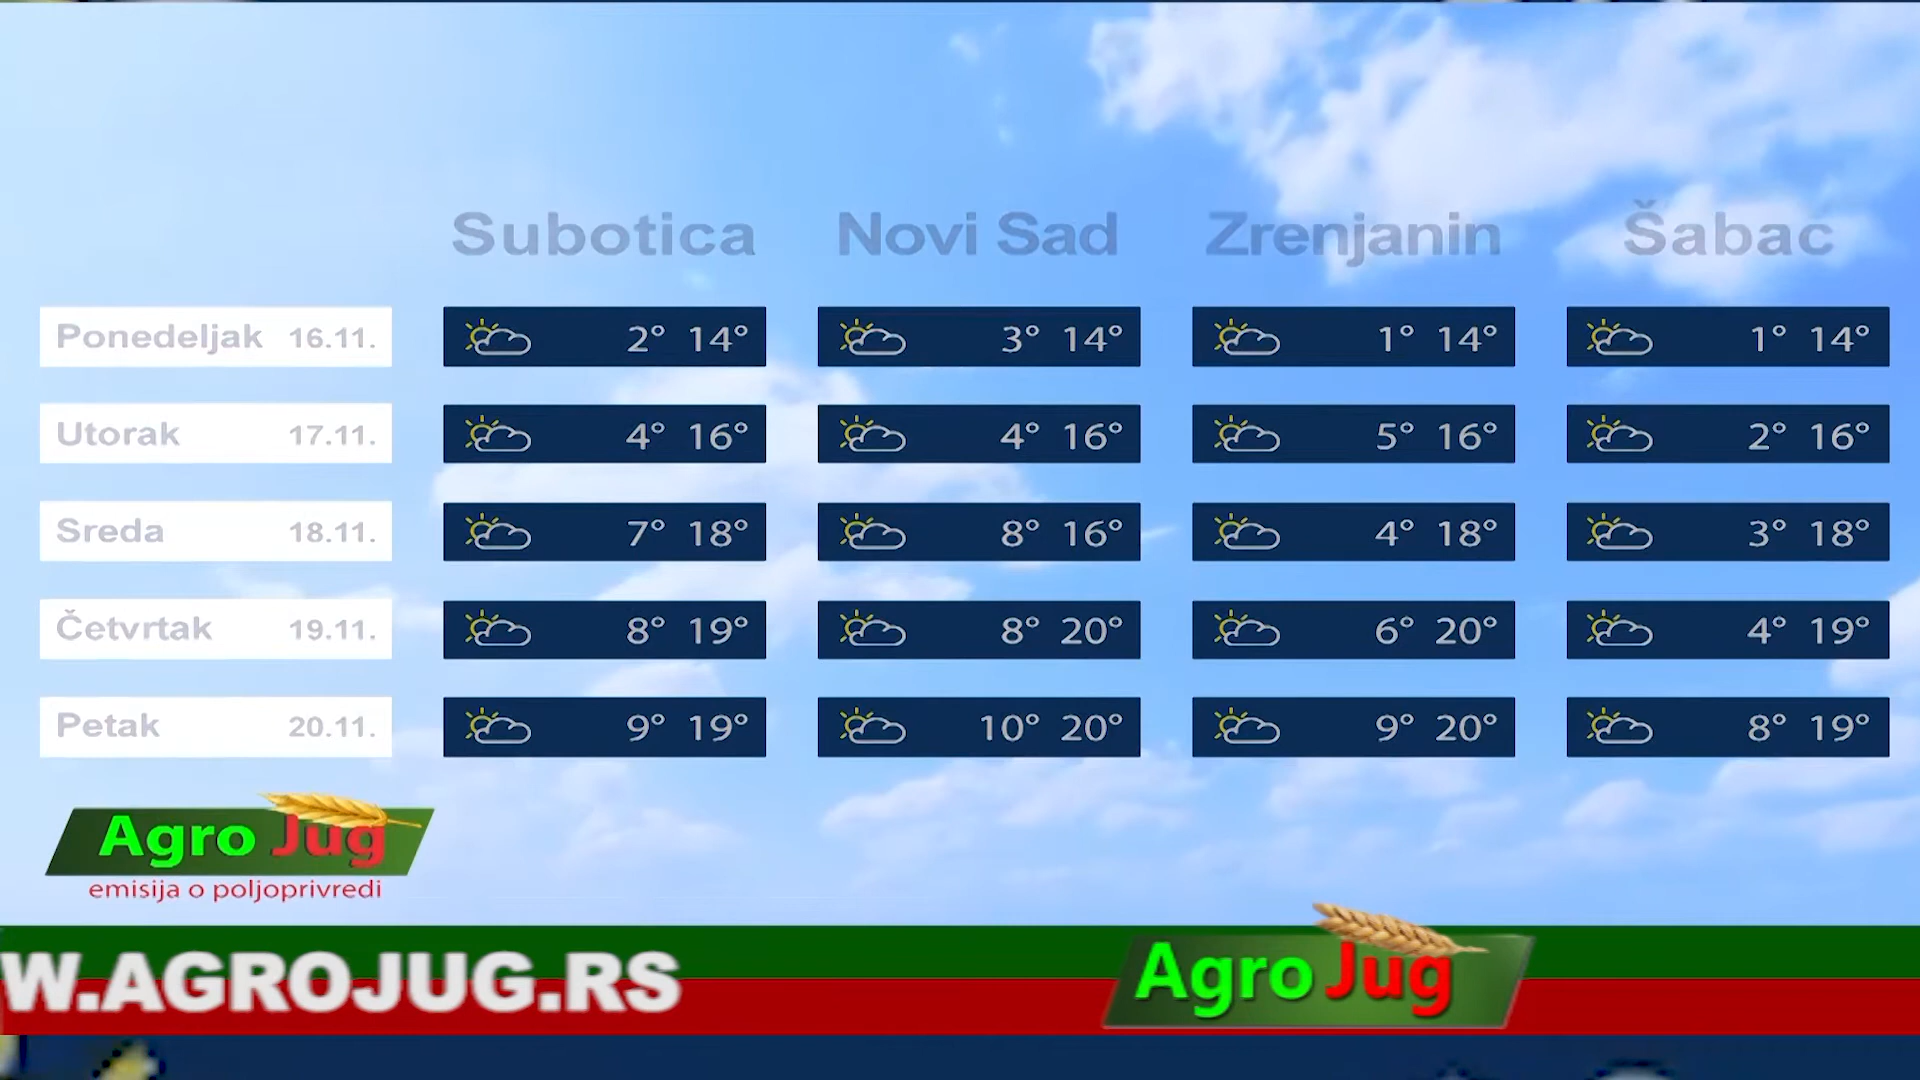 Subotica Novi Sad Zrenjanin Šabac
Ponedeljak 16.11. 2° 14° 3° 14° 1° 14° 1° 14°
Utorak 17.11. 4° 16° 4° 16° 5° 16° 2° 16°
Sreda 18.11. 7° 18° 8° 16° 4° 18° 3° 18°
Četvrtak 19.11. 8° 19° 8° 20° 6° 20° 4° 19°
Petak 20.11. 9° 19° 10° 20° 9° 20° 8° 19°
Agro Jug
emisija o poljoprivredi
W.AGROJUG.RS Agro Jug